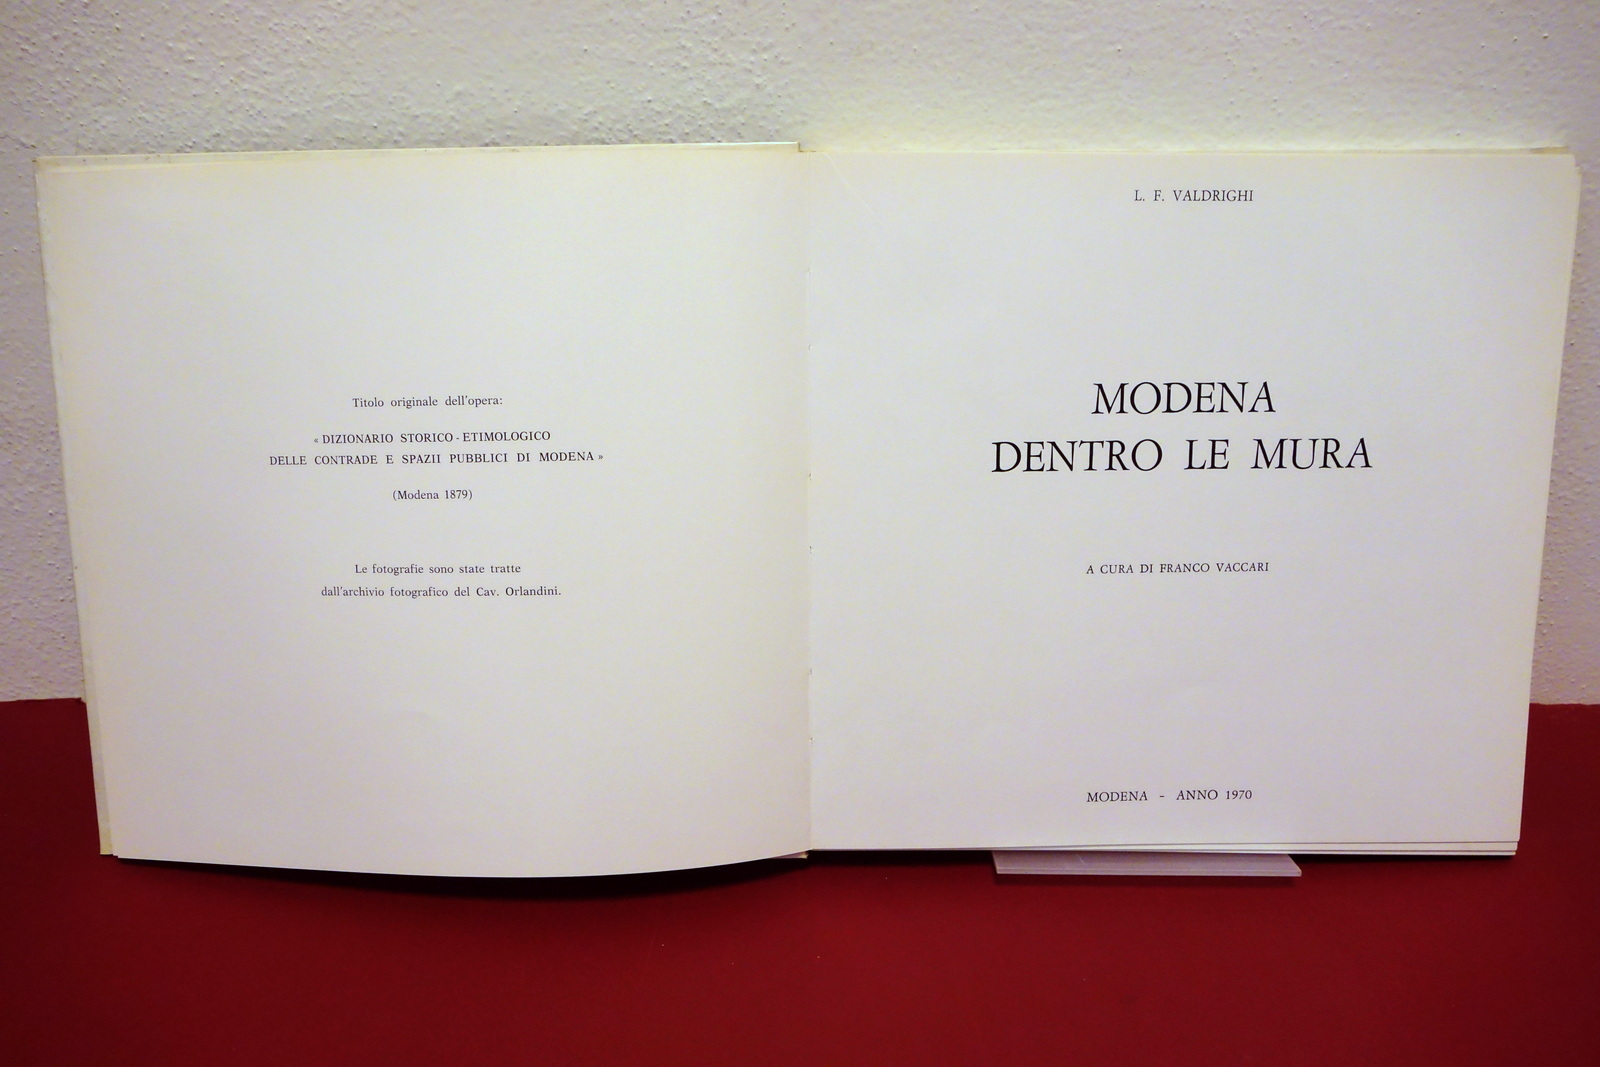 Titolo originale dell'opera:
« DIZIONARIO STORICO - ETIMOLOGICO
DELLE CONTRADE E SPAZII PUBBLICI DI MODENA »
(Modena 1879)
Le fotografie sono state tratte
dall'archivio fotografico del Cav. Orlandini.
L. F. VALDRIGHI
MODENA
DENTRO LE MURA
A CURA DI FRANCO VACCARI
MODENA - ANNO 1970